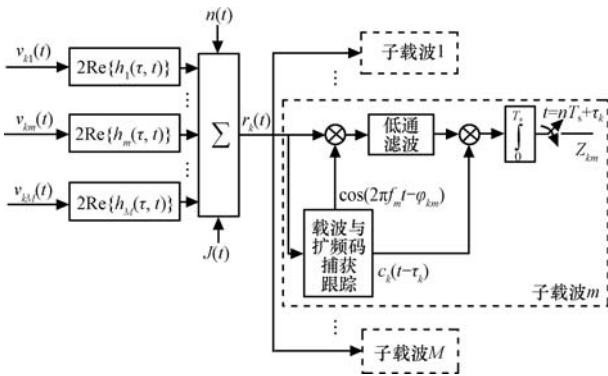 n(t)
v_{k1}(t)
2Re{h_1(τ, t)}
⋮
v_{km}(t)
2Re{h_m(τ, t)}
⋮
v_{kM}(t)
2Re{h_M(τ, t)}
∑
J(t)
r_k(t)
子载波1
⋮
低通
滤波
∫_0^{T_s}
t=nT_s+τ_k
Z_{km}
cos(2πf_m t−φ_{km})
载波与
扩频码
捕获
跟踪
c_k(t−τ_k)
子载波m
⋮
子载波M